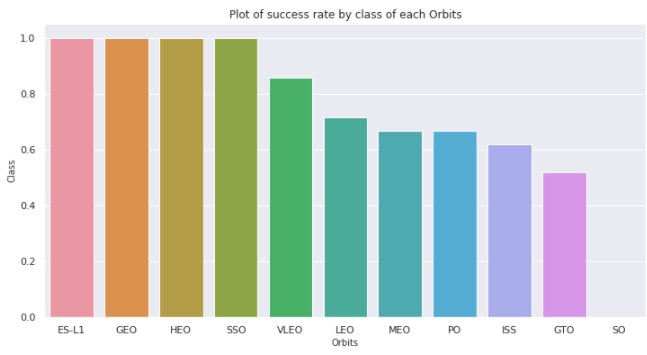 Plot of success rate by class of each Orbits
1.0
0.8
0.6
0.4
0.2
0.0
Class
ES-L1 GEO HEO SSO VLEO LEO MEO PO ISS GTO SO
Orbits